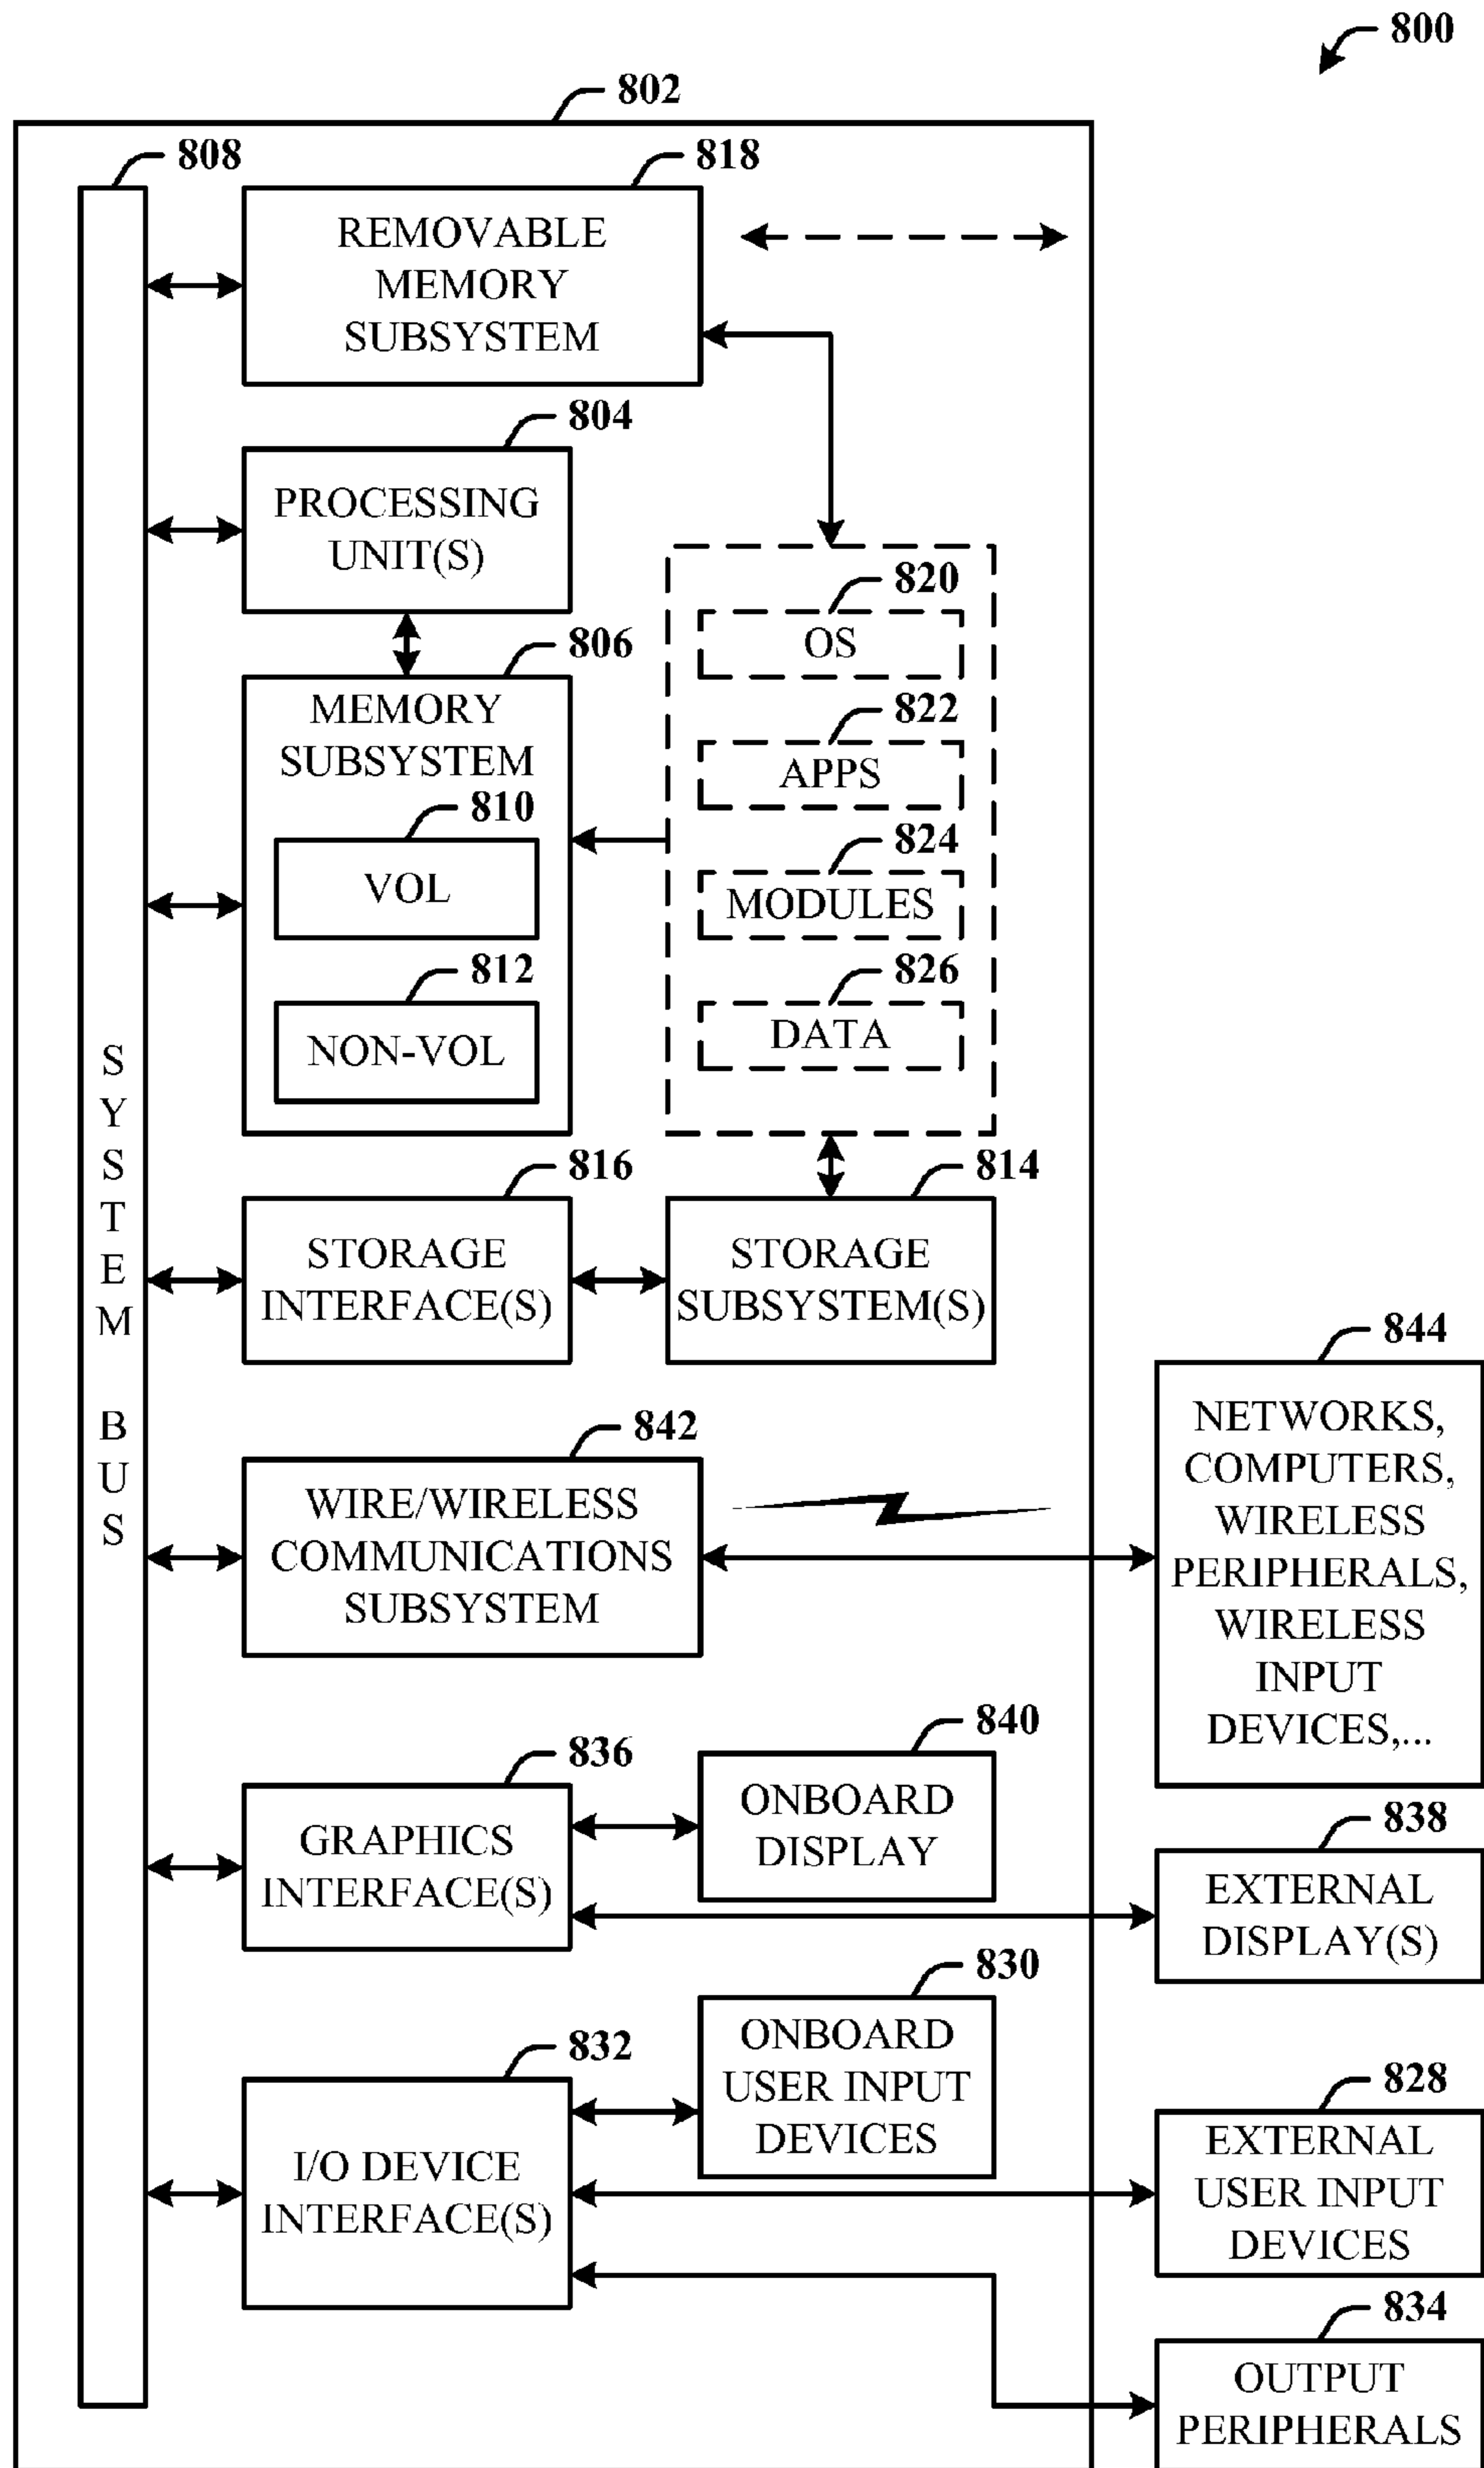 800
802
808
818
REMOVABLE
MEMORY
SUBSYSTEM
804
PROCESSING
UNIT(S)
806
MEMORY
SUBSYSTEM
810
VOL
812
NON-VOL
820
OS
822
APPS
824
MODULES
826
DATA
SYSTEM BUS
816
STORAGE
INTERFACE(S)
814
STORAGE
SUBSYSTEM(S)
842
WIRE/WIRELESS
COMMUNICATIONS
SUBSYSTEM
844
NETWORKS,
COMPUTERS,
WIRELESS
PERIPHERALS,
WIRELESS
INPUT
DEVICES,...
836
GRAPHICS
INTERFACE(S)
840
ONBOARD
DISPLAY
838
EXTERNAL
DISPLAY(S)
832
I/O DEVICE
INTERFACE(S)
830
ONBOARD
USER INPUT
DEVICES
828
EXTERNAL
USER INPUT
DEVICES
834
OUTPUT
PERIPHERALS